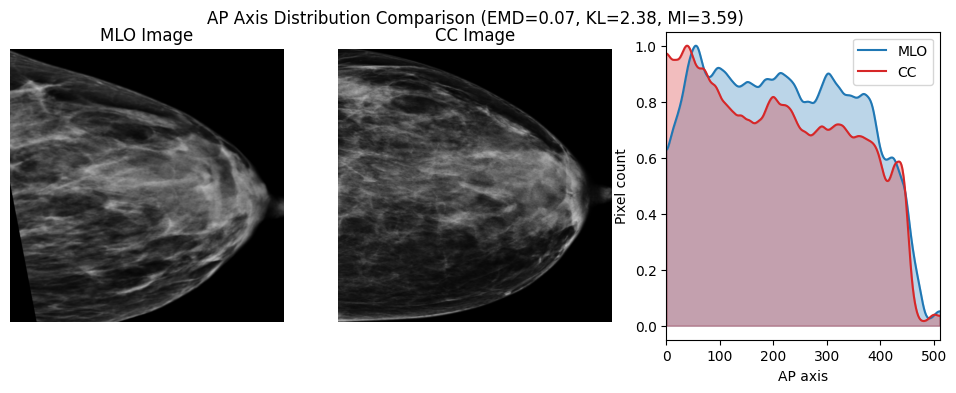 AP Axis Distribution Comparison (EMD=0.07, KL=2.38, MI=3.59)
MLO Image
CC Image
MLO
CC
Pixel count
1.0
0.8
0.6
0.4
0.2
0.0
0 100 200 300 400 500
AP axis